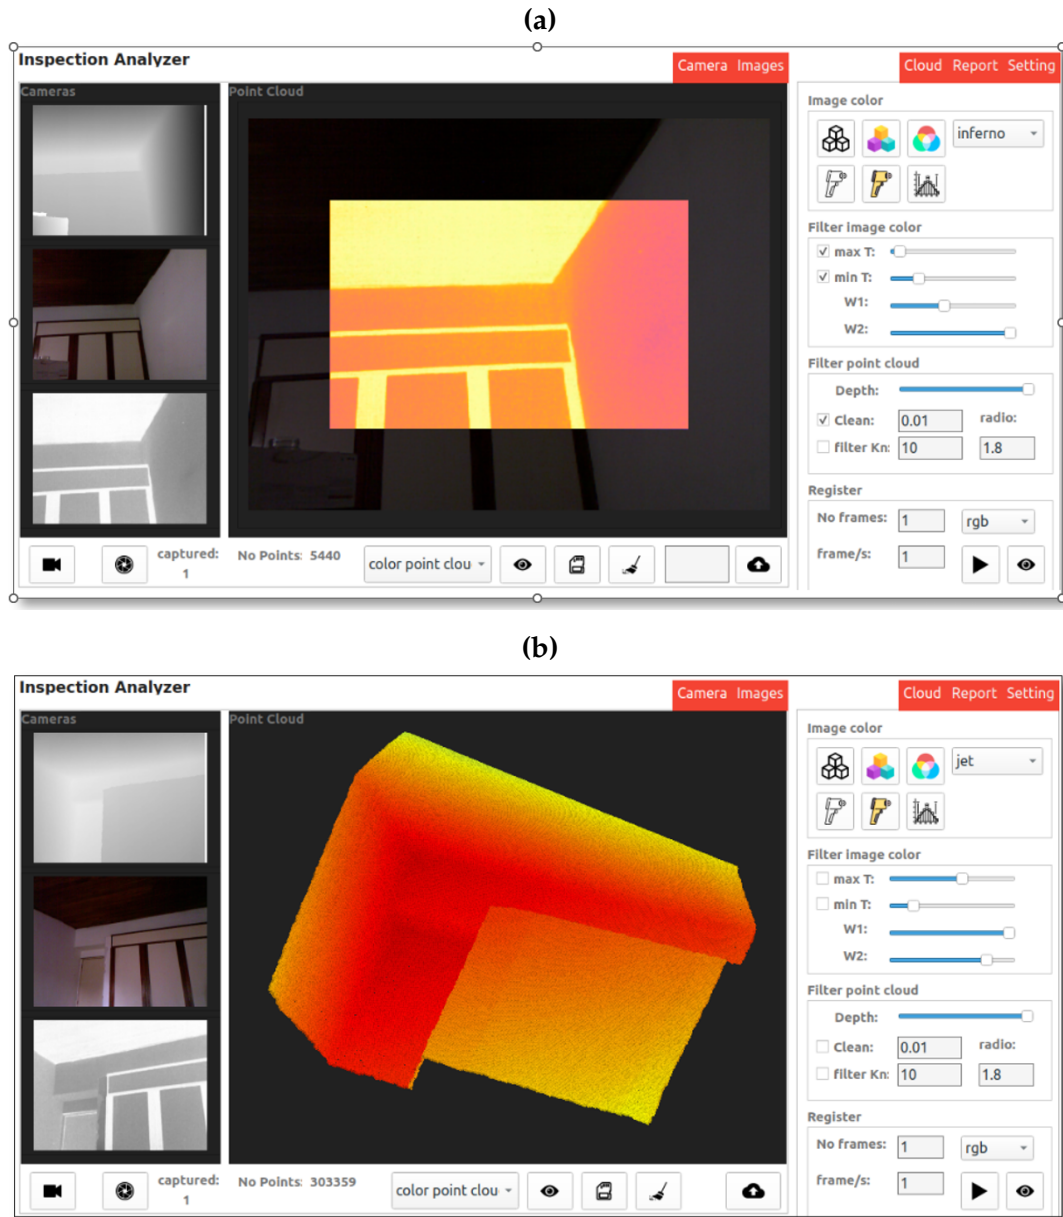 (a)
Inspection Analyzer
Camera Images
Cloud Report Setting
Cameras
Point Cloud
Image color
inferno
Filter image color
max T:
min T:
W1:
W2:
Filter point cloud
Depth:
Clean: 0.01 radio:
filter Kn: 10 1.8
Register
No frames: 1 rgb
frame/s: 1
captured:
1
No Points: 5440
color point clou
(b)
Inspection Analyzer
Camera Images
Cloud Report Setting
Cameras
Point Cloud
Image color
jet
Filter image color
max T:
min T:
W1:
W2:
Filter point cloud
Depth:
Clean: 0.01 radio:
filter Kn: 10 1.8
Register
No frames: 1 rgb
frame/s: 1
captured:
1
No Points: 303359
color point clou